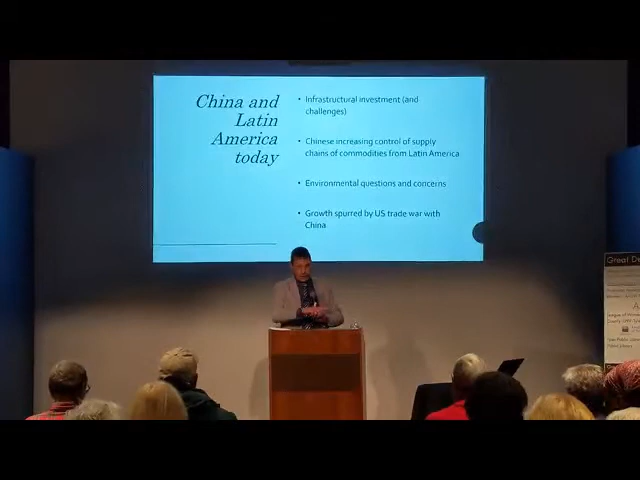 China and
Latin
America
today
• Infrastructural investment (and
challenges)
• Chinese increasing control of supply
chains of commodities from Latin America
• Environmental questions and concerns
• Growth spurred by US trade war with
China
Great De